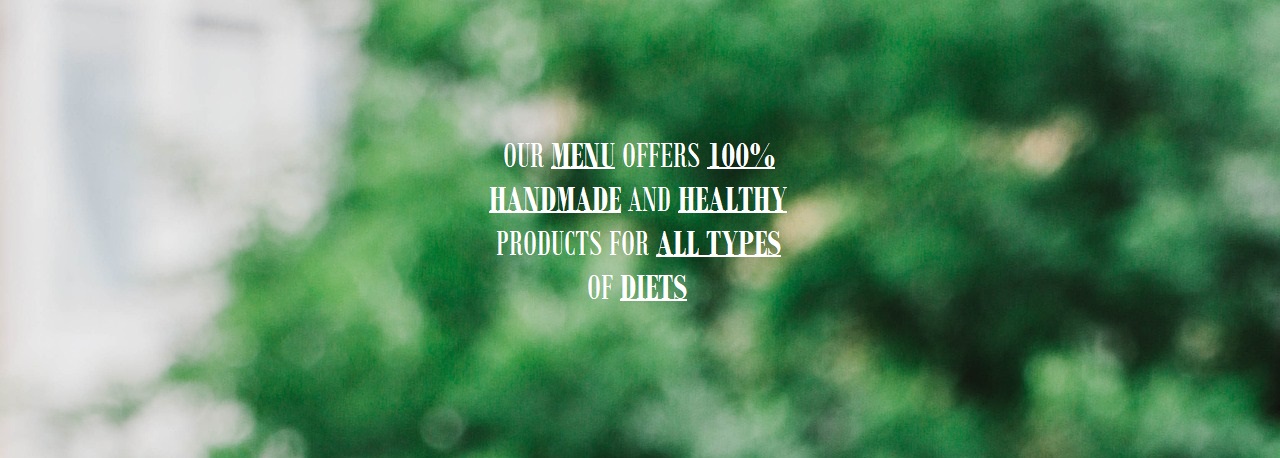 OUR MENU OFFERS 100%
HANDMADE AND HEALTHY
PRODUCTS FOR ALL TYPES
OF DIETS